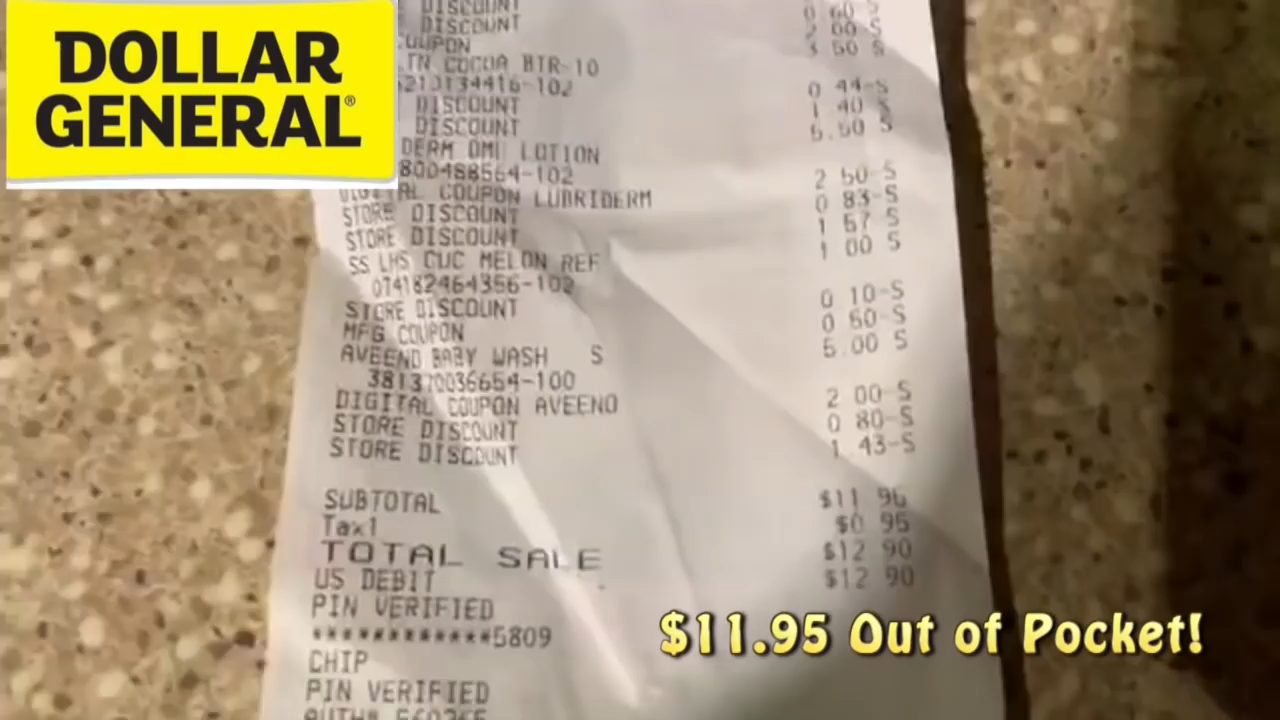 DOLLAR
GENERAL®
DISCOUNT 0 60-S
DISCOUNT 2 00-S
COUPON 3 50 S
TN COCOA BTR-10
DISCOUNT 0 44-S
DISCOUNT 1 40-S
5.50 S
DERM OMI LOTION
800488564-102
DIGITAL COUPON LUBRIDERM 2 50-S
STORE DISCOUNT 0 83-S
STORE DISCOUNT 1 67 S
SS LHS CUC MELON REF 1 00 S
074182464356-102
STORE DISCOUNT 0 10-S
MFG COUPON 0 60-S
AVEENO BABY WASH S 5.00 S
381370036654-100
DIGITAL COUPON AVEENO 2 00-S
STORE DISCOUNT 0 80-S
STORE DISCOUNT 1 43-S
SUBTOTAL $11 96
Tax1 $0 95
TOTAL SALE $12 90
US DEBIT $12 90
PIN VERIFIED
************5809
CHIP
PIN VERIFIED
AUTH#
$11.95 Out of Pocket!